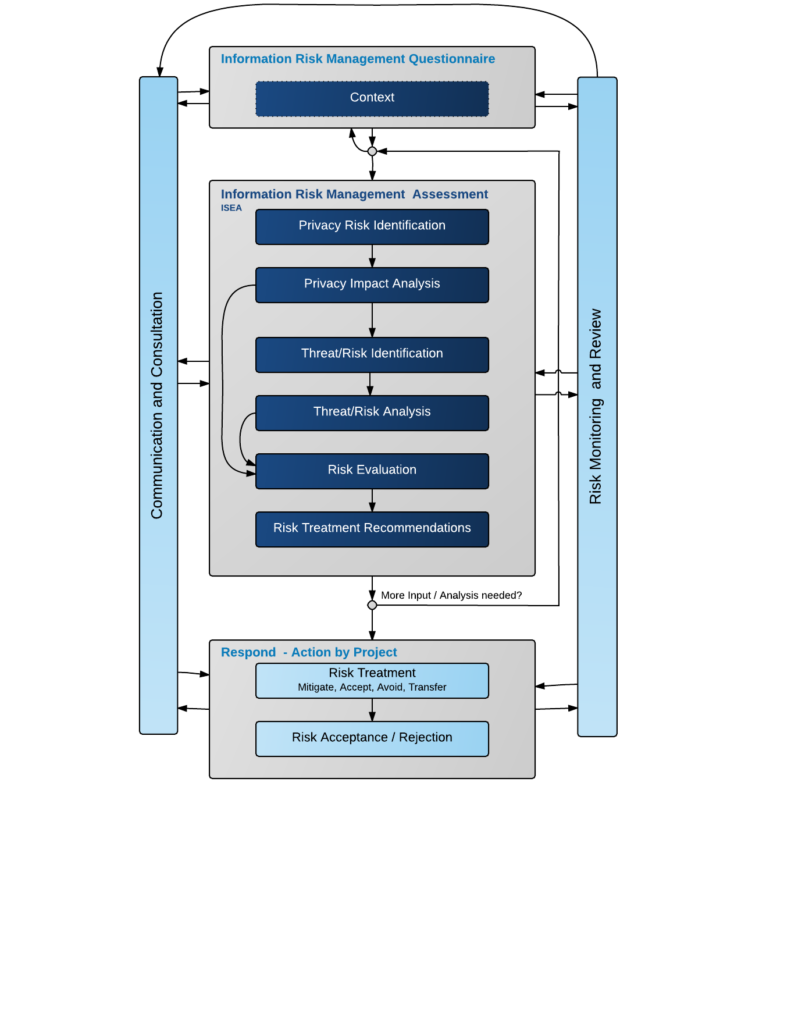 Information Risk Management Questionnaire
Context
Information Risk Management  Assessment
ISEA
Privacy Risk Identification
Privacy Impact Analysis
Threat/Risk Identification
Threat/Risk Analysis
Risk Evaluation
Risk Treatment Recommendations
More Input / Analysis needed?
Respond  - Action by Project
Risk Treatment
Mitigate, Accept, Avoid, Transfer
Risk Acceptance / Rejection
Communication and Consultation
Risk Monitoring  and Review